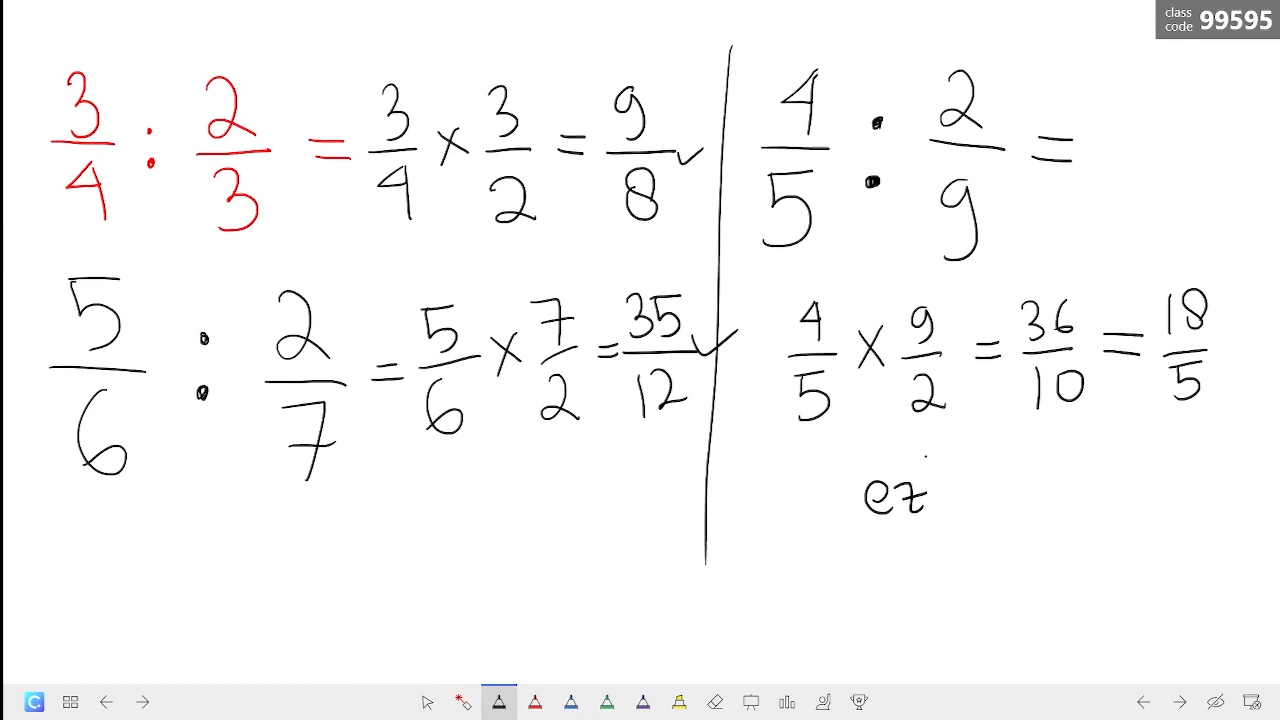 class code 99595
3/4 : 2/3 = 3/4 × 3/2 = 9/8 ✓
5/6 : 2/7 = 5/6 × 7/2 = 35/12 ✓
4/5 : 2/9 =
4/5 × 9/2 = 36/10 = 18/5
ez